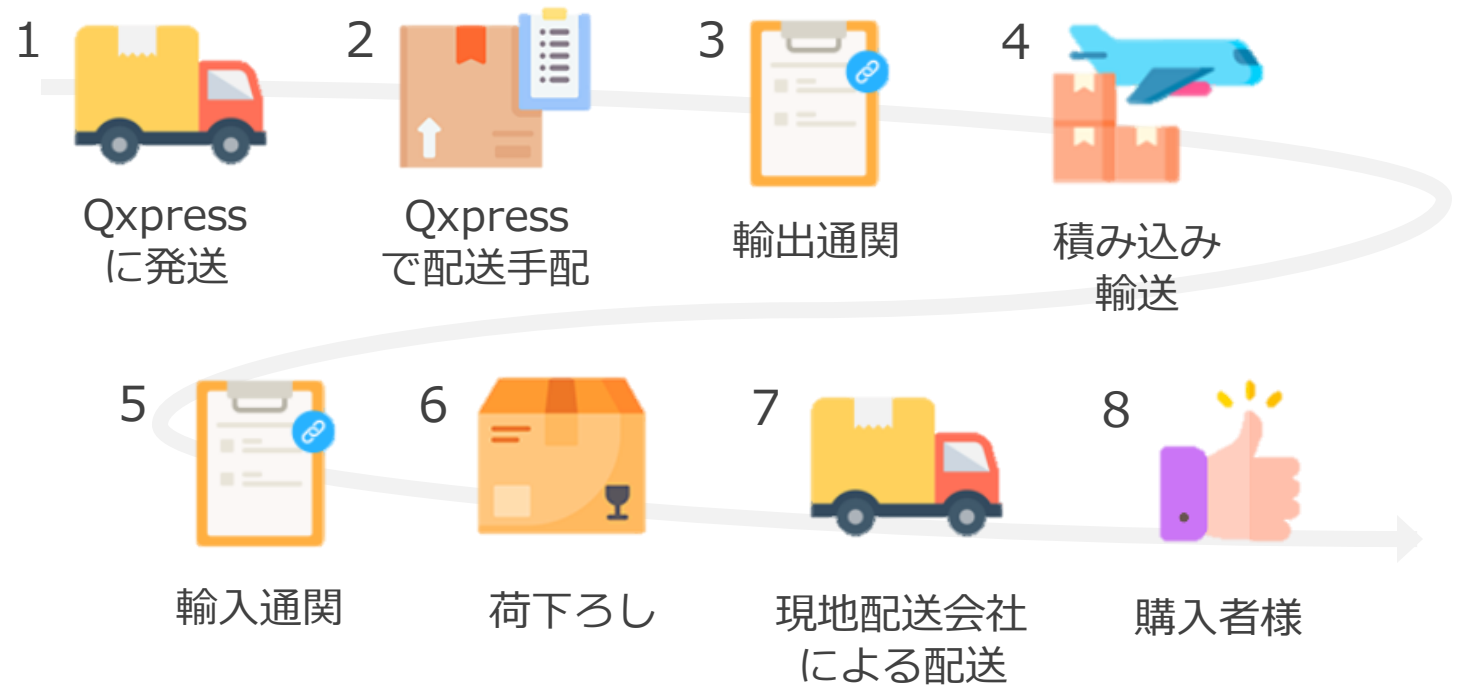 1
Qxpress
に発送
2
Qxpress
で配送手配
3
輸出通関
4
積み込み
輸送
5
輸入通関
6
荷下ろし
7
現地配送会社
による配送
8
購入者様